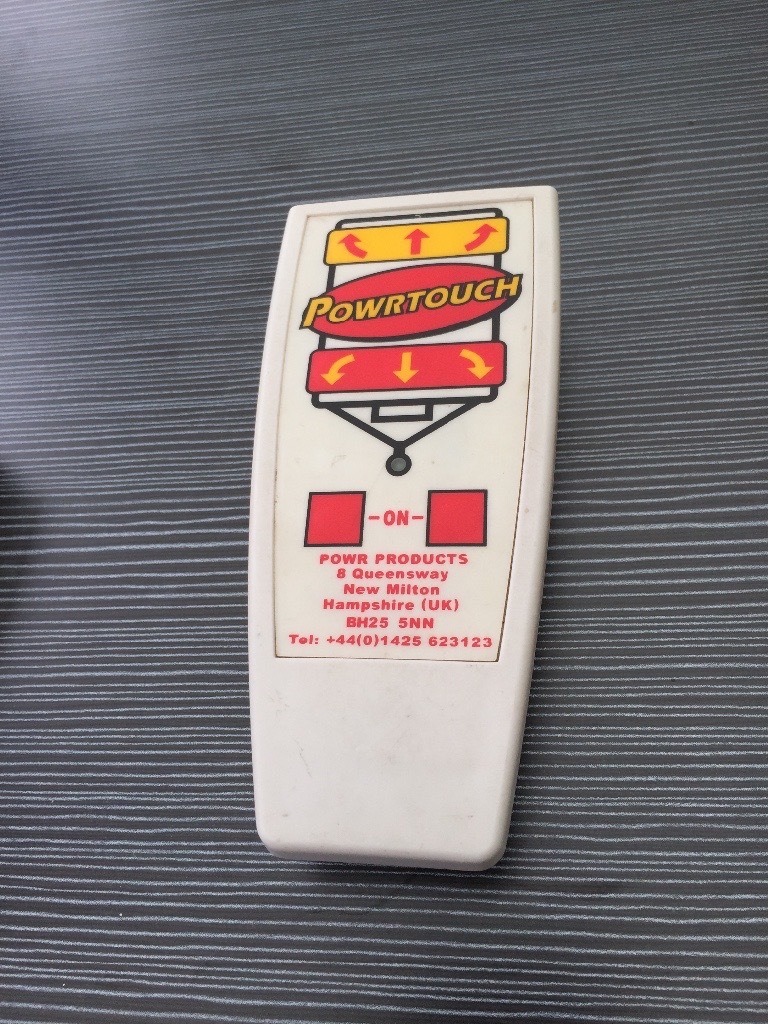 POWRTOUCH
-ON-
POWR PRODUCTS
8 Queensway
New Milton
Hampshire (UK)
BH25 5NN
Tel: +44(0)1425 623123